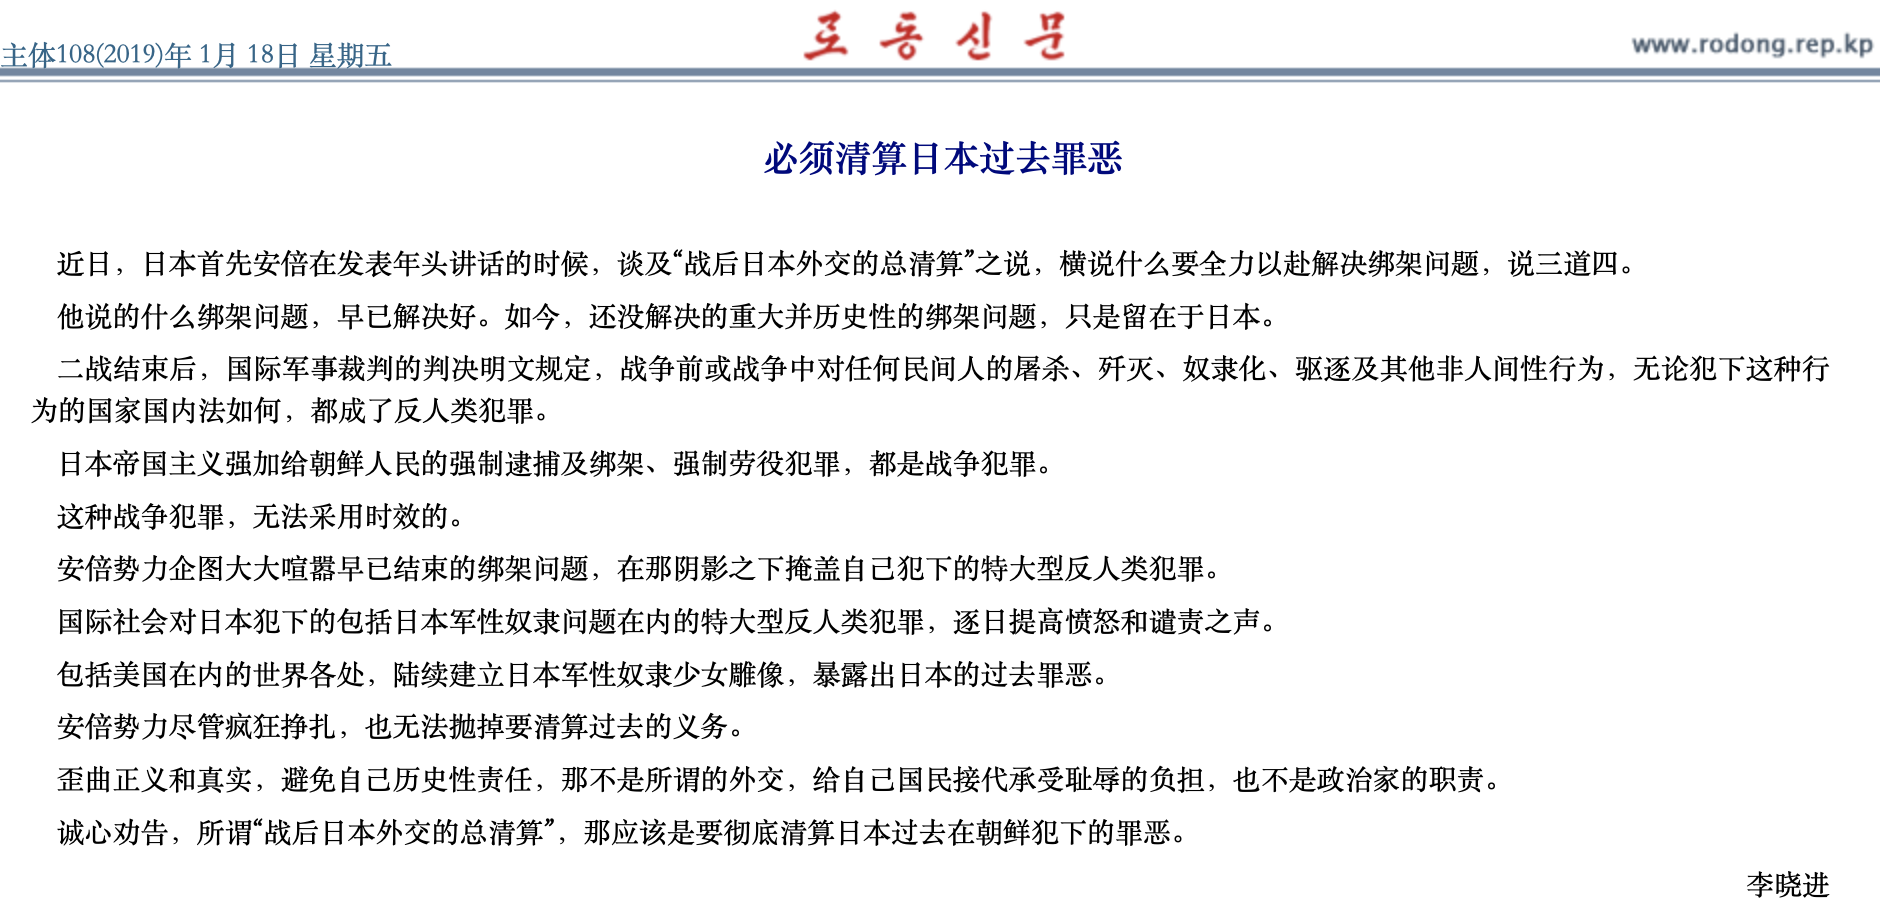 主体108(2019)年 1月 18日 星期五
로동신문
www.rodong.rep.kp
必须清算日本过去罪恶
近日，日本首先安倍在发表年头讲话的时候，谈及“战后日本外交的总清算”之说，横说什么要全力以赴解决绑架问题，说三道四。
他说的什么绑架问题，早已解决好。如今，还没解决的重大并历史性的绑架问题，只是留在于日本。
二战结束后，国际军事裁判的判决明文规定，战争前或战争中对任何民间人的屠杀、歼灭、奴隶化、驱逐及其他非人间性行为，无论犯下这种行
为的国家国内法如何，都成了反人类犯罪。
日本帝国主义强加给朝鲜人民的强制逮捕及绑架、强制劳役犯罪，都是战争犯罪。
这种战争犯罪，无法采用时效的。
安倍势力企图大大喧嚣早已结束的绑架问题，在那阴影之下掩盖自己犯下的特大型反人类犯罪。
国际社会对日本犯下的包括日本军性奴隶问题在内的特大型反人类犯罪，逐日提高愤怒和谴责之声。
包括美国在内的世界各处，陆续建立日本军性奴隶少女雕像，暴露出日本的过去罪恶。
安倍势力尽管疯狂挣扎，也无法抛掉要清算过去的义务。
歪曲正义和真实，避免自己历史性责任，那不是所谓的外交，给自己国民接代承受耻辱的负担，也不是政治家的职责。
诚心劝告，所谓“战后日本外交的总清算”，那应该是要彻底清算日本过去在朝鲜犯下的罪恶。
李晓进